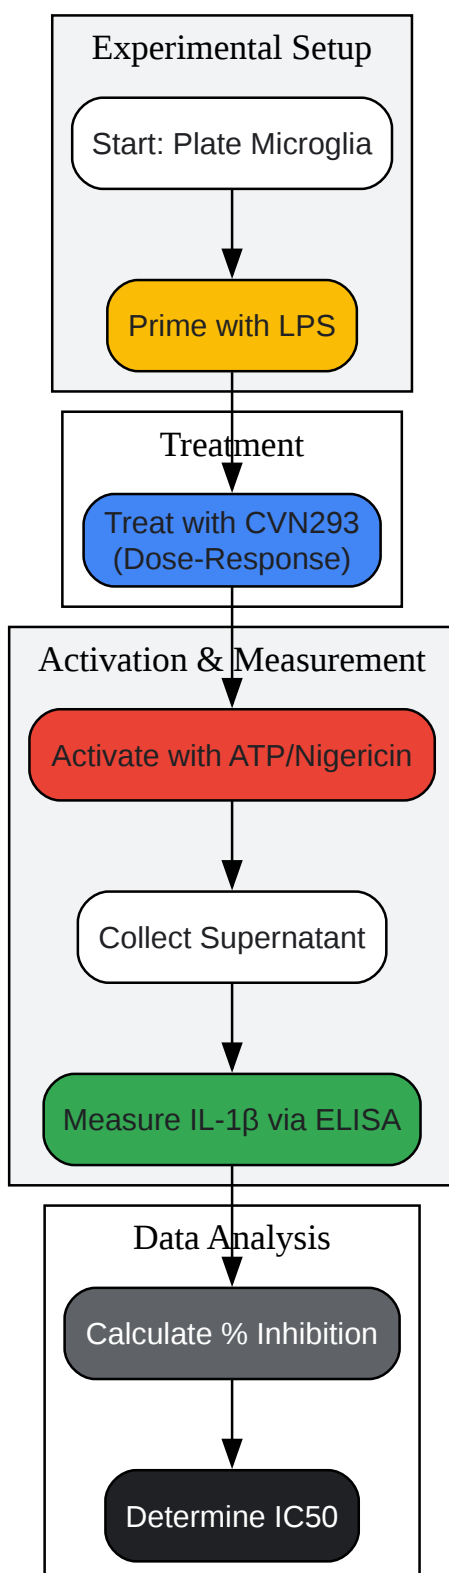 Experimental Setup
Start: Plate Microglia
Prime with LPS
Treatment
Treat with CVN293
(Dose-Response)
Activation & Measurement
Activate with ATP/Nigericin
Collect Supernatant
Measure IL-1β via ELISA
Data Analysis
Calculate % Inhibition
Determine IC50